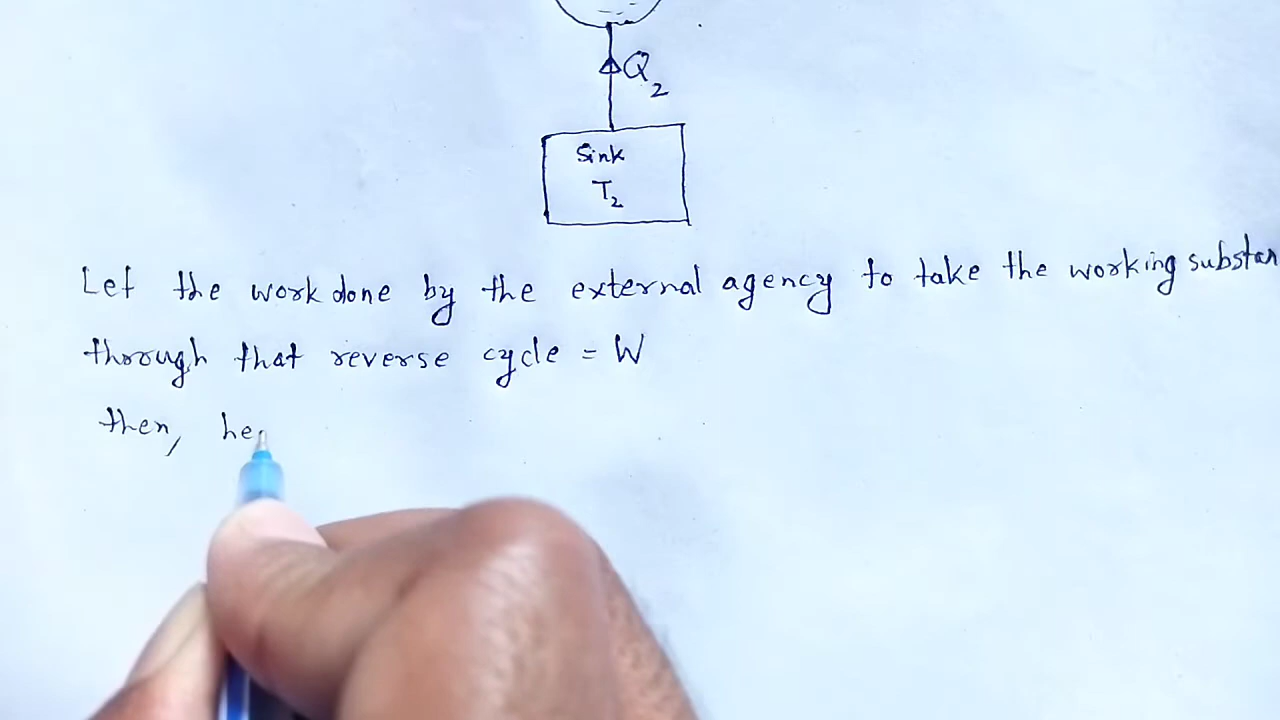 Q2
Sink
T2
Let the work done by the external agency to take the working substan
through that reverse cycle = W
then, he